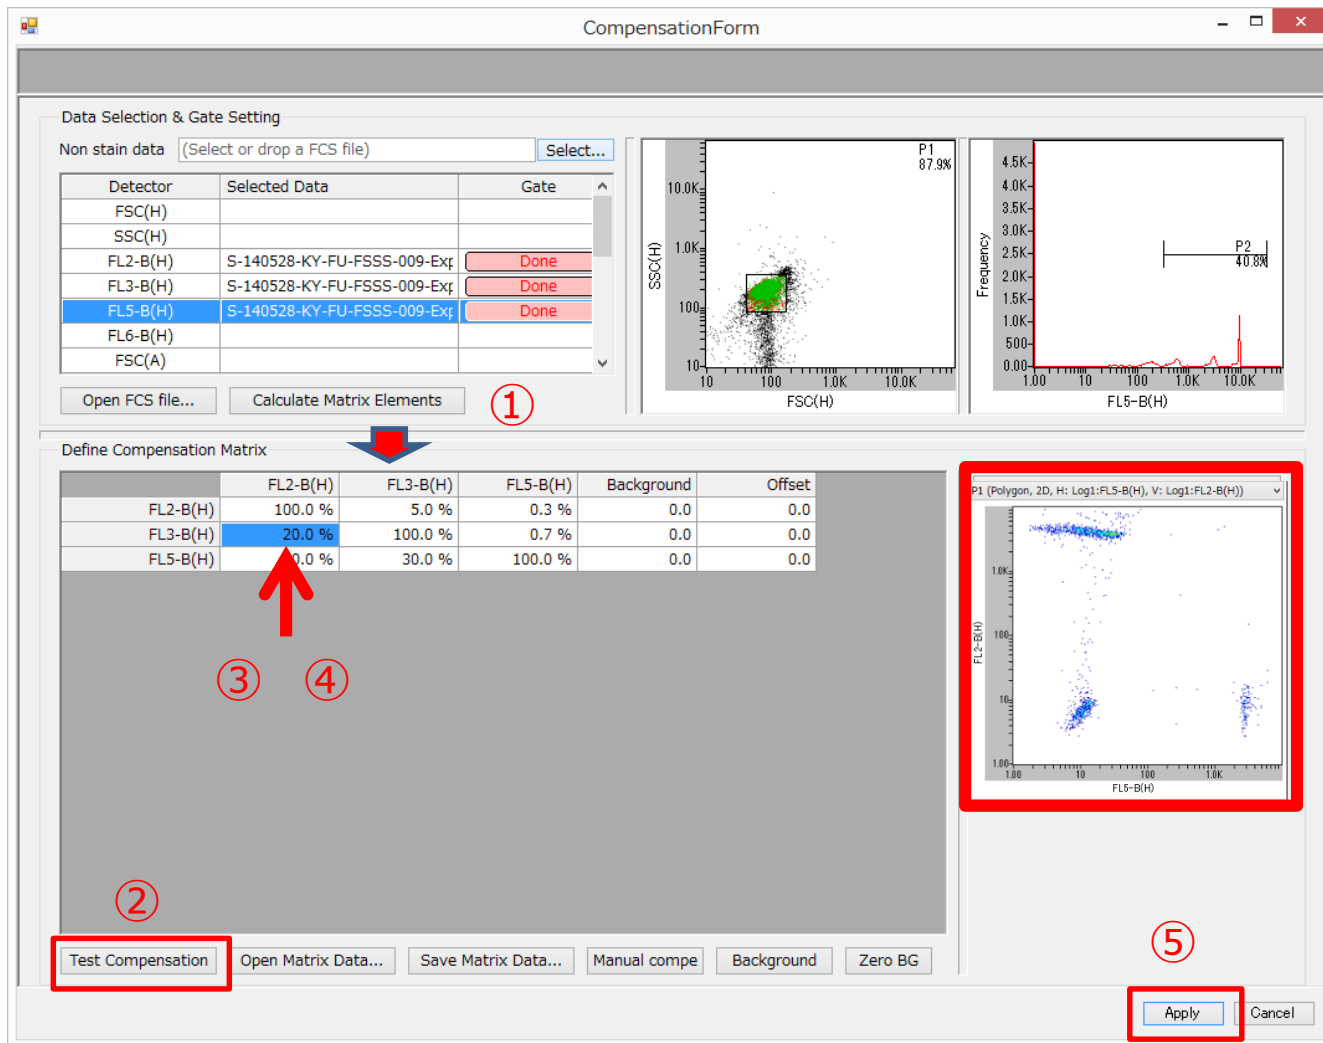 CompensationForm
Data Selection & Gate Setting
Non stain data (Select or drop a FCS file) Select...
Detector Selected Data Gate
FSC(H)
SSC(H)
FL2-B(H) S-140528-KY-FU-FSSS-009-Exp Done
FL3-B(H) S-140528-KY-FU-FSSS-009-Exp Done
FL5-B(H) S-140528-KY-FU-FSSS-009-Exp Done
FL6-B(H)
FSC(A)
Open FCS file... Calculate Matrix Elements ①
P1
87.9%
10.0K
1.0K
100
10
SSC(H)
10 100 1.0K 10.0K
FSC(H)
4.5K
4.0K
3.5K
3.0K
2.5K
2.0K
1.5K
1.0K
500
0.00
Frequency
P2
40.8%
1.00 10 100 1.0K 10.0K
FL5-B(H)
Define Compensation Matrix
FL2-B(H) FL3-B(H) FL5-B(H) Background Offset
FL2-B(H) 100.0 % 5.0 % 0.3 % 0.0 0.0
FL3-B(H) 20.0 % 100.0 % 0.7 % 0.0 0.0
FL5-B(H) 0.0 % 30.0 % 100.0 % 0.0 0.0
③ ④
P1 (Polygon, 2D, H: Log1:FL5-B(H), V: Log1:FL2-B(H))
1.0K
100
10
1.00
FL2-B(H)
1.00 10 100 1.0K
FL5-B(H)
②
Test Compensation Open Matrix Data... Save Matrix Data... Manual compe Background Zero BG
⑤
Apply Cancel